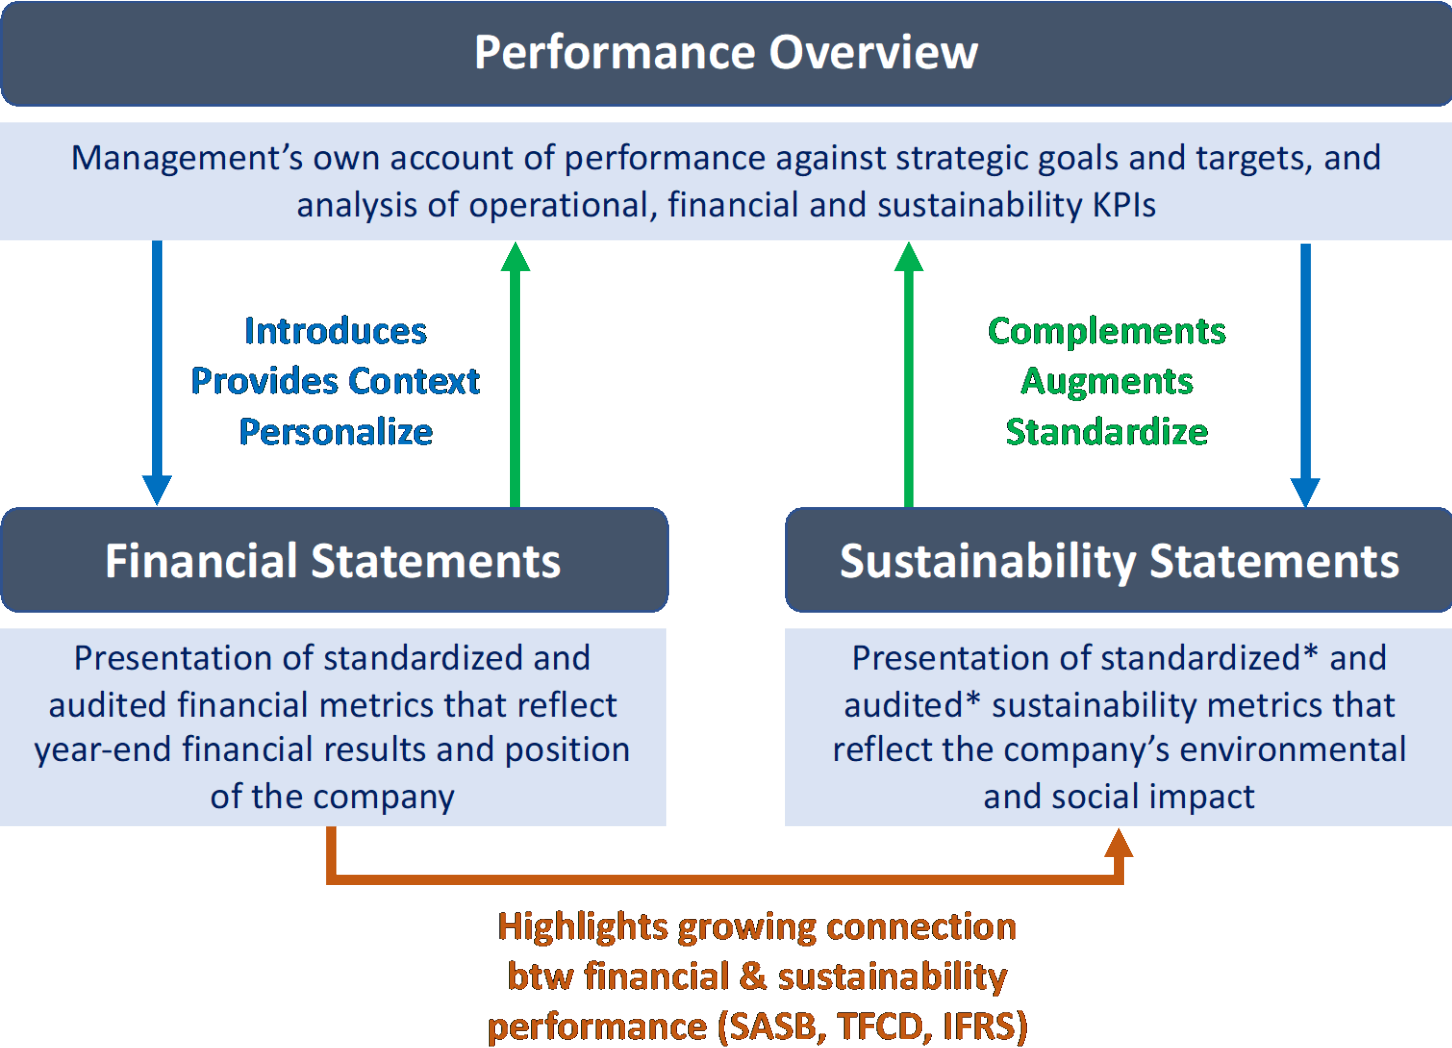 Performance Overview
Management’s own account of performance against strategic goals and targets, and
analysis of operational, financial and sustainability KPIs
Introduces
Provides Context
Personalize
Complements
Augments
Standardize
Financial Statements
Presentation of standardized and
audited financial metrics that reflect
year-end financial results and position
of the company
Sustainability Statements
Presentation of standardized* and
audited* sustainability metrics that
reflect the company’s environmental
and social impact
Highlights growing connection
btw financial & sustainability
performance (SASB, TFCD, IFRS)